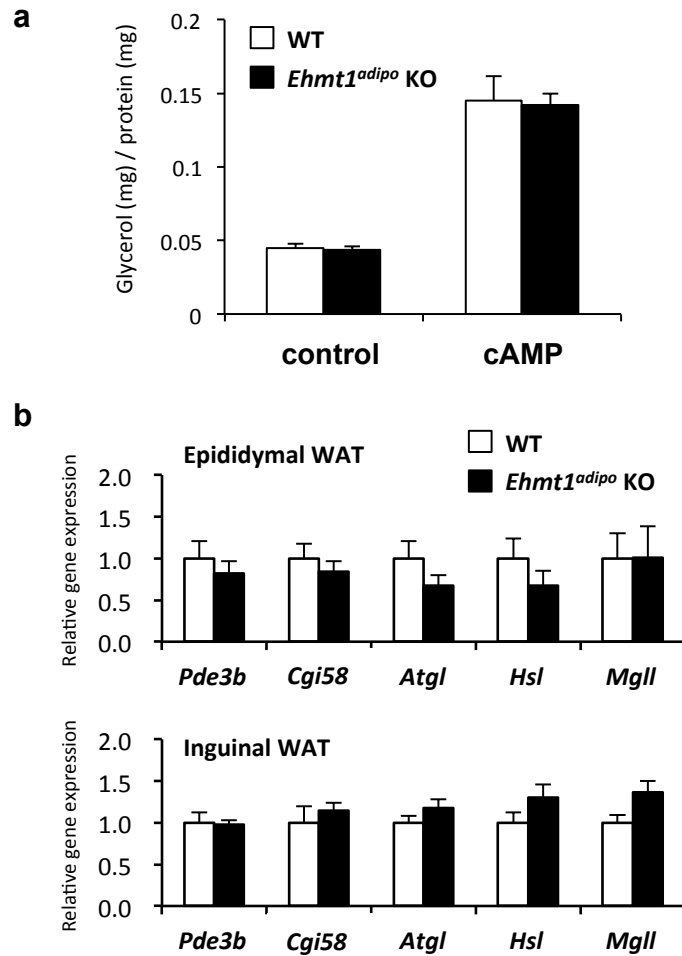 a
WT
Ehmt1adipo KO
Glycerol (mg) / protein (mg)
0.2
0.15
0.1
0.05
0
control cAMP
b
WT
Ehmt1adipo KO
Epididymal WAT
Relative gene expression
2.0
1.5
1.0
0.5
0.0
Pde3b Cgi58 Atgl Hsl Mgll
Inguinal WAT
Relative gene expression
2.0
1.5
1.0
0.5
0.0
Pde3b Cgi58 Atgl Hsl Mgll